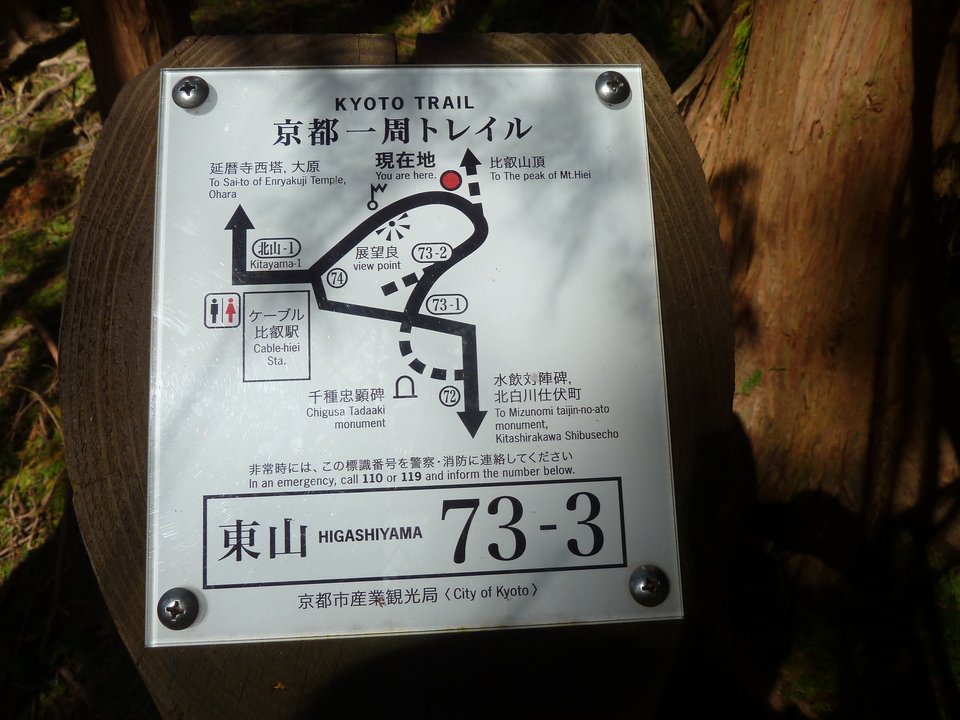 KYOTO TRAIL
京都一周トレイル
延暦寺西塔, 大原
To Sai-to of Enryakuji Temple,
Ohara
現在地
You are here.
比叡山頂
To The peak of Mt.Hiei
北山-1
Kitayama-1
展望良
view point
73-2
74
73-1
ケーブル
比叡駅
Cable-hiei
Sta.
千種忠顕碑
Chigusa Tadaaki
monument
72
水飲対陣碑,
北白川仕伏町
To Mizunomi taijin-no-ato
monument,
Kitashirakawa Shibusecho
非常時には、この標識番号を警察・消防に連絡してください
In an emergency, call 110 or 119 and inform the number below.
東山 HIGASHIYAMA 73-3
京都市産業観光局〈City of Kyoto〉